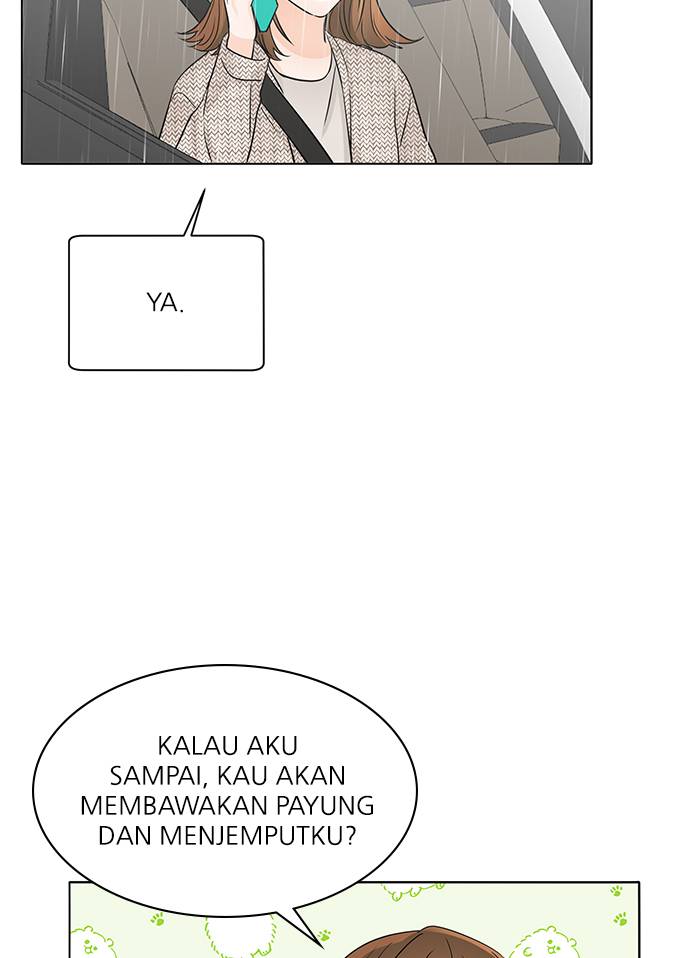 YA.
KALAU AKU
SAMPAI, KAU AKAN
MEMBAWAKAN PAYUNG
DAN MENJEMPUTKU?